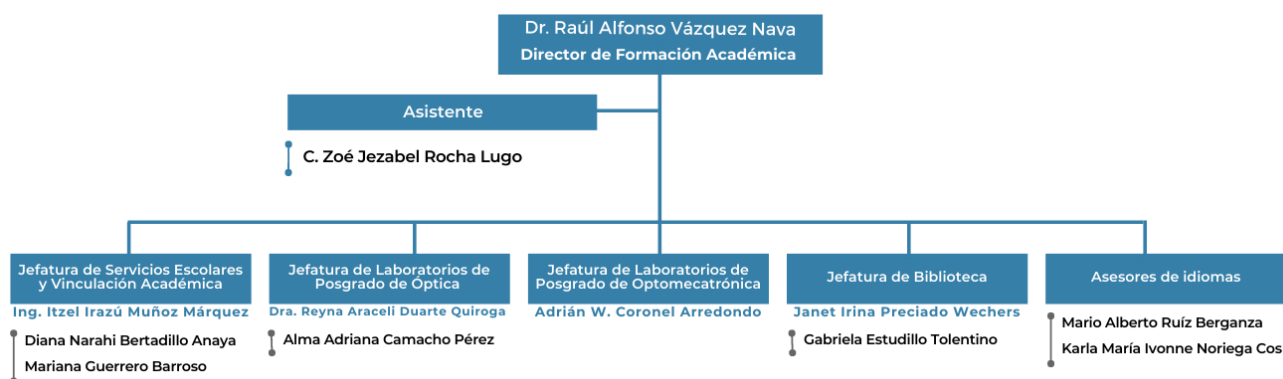 Dr. Raúl Alfonso Vázquez Nava
Director de Formación Académica
Asistente
C. Zoé Jezabel Rocha Lugo
Jefatura de Servicios Escolares
y Vinculación Académica
Ing. Itzel Irazú Muñoz Márquez
Diana Narahi Bertadillo Anaya
Mariana Guerrero Barroso
Jefatura de Laboratorios de
Posgrado de Óptica
Dra. Reyna Araceli Duarte Quiroga
Alma Adriana Camacho Pérez
Jefatura de Laboratorios de
Posgrado de Optomecatrónica
Adrián W. Coronel Arredondo
Jefatura de Biblioteca
Janet Irina Preciado Wechers
Gabriela Estudillo Tolentino
Asesores de idiomas
Mario Alberto Ruíz Berganza
Karla María Ivonne Noriega Cos